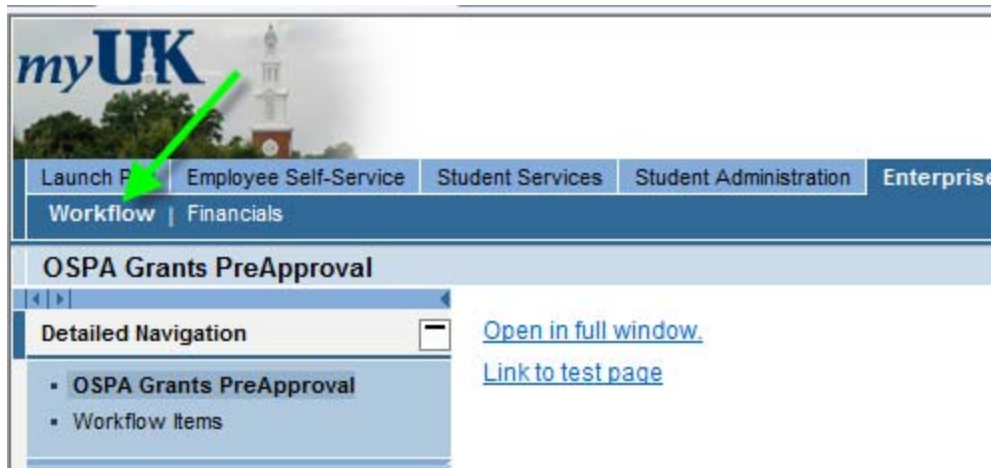 myUK
Launch P Employee Self-Service Student Services Student Administration Enterprise
Workflow | Financials
OSPA Grants PreApproval
Detailed Navigation
Open in full window.
Link to test page
▪ OSPA Grants PreApproval
▪ Workflow Items